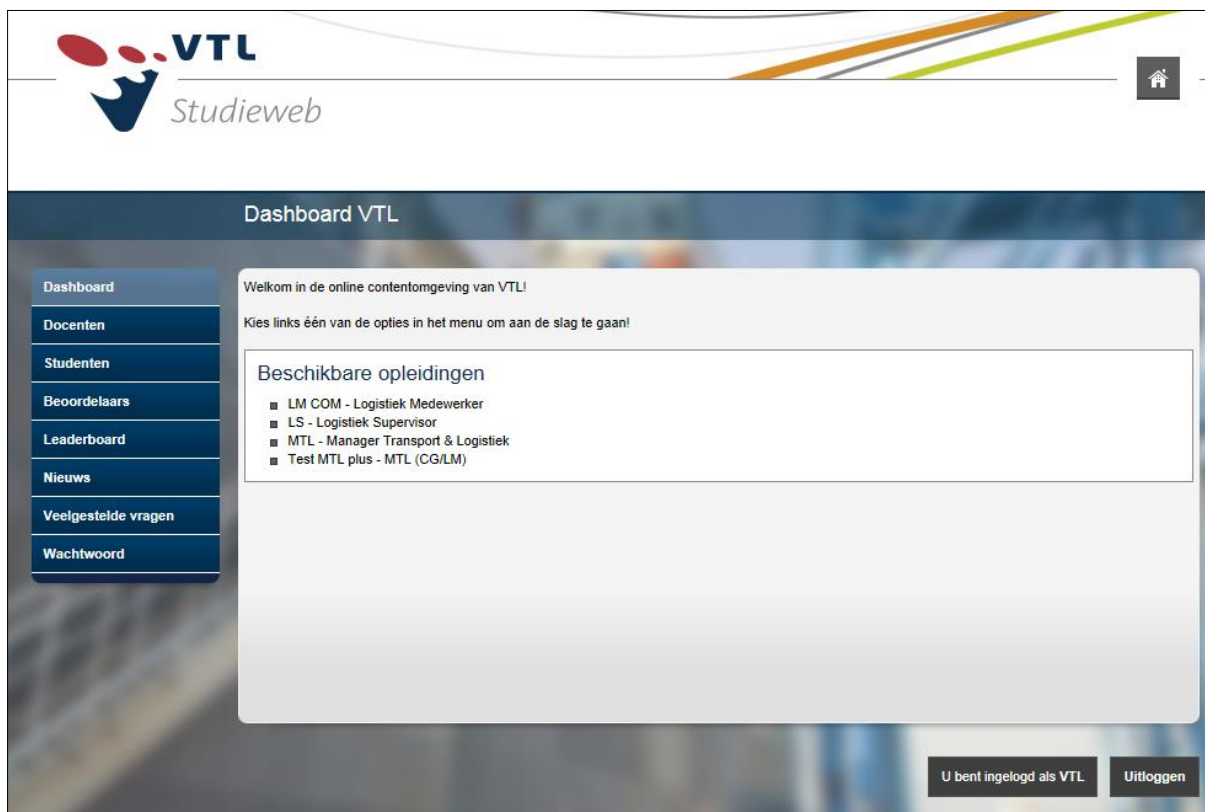 VTL
Studieweb
Dashboard VTL
Dashboard
Docenten
Studenten
Beoordelaars
Leaderboard
Nieuws
Veelgestelde vragen
Wachtwoord
Welkom in de online contentomgeving van VTL!
Kies links één van de opties in het menu om aan de slag te gaan!
Beschikbare opleidingen
LM COM - Logistiek Medewerker
LS - Logistiek Supervisor
MTL - Manager Transport & Logistiek
Test MTL plus - MTL (CG/LM)
U bent ingelogd als VTL
Uitloggen